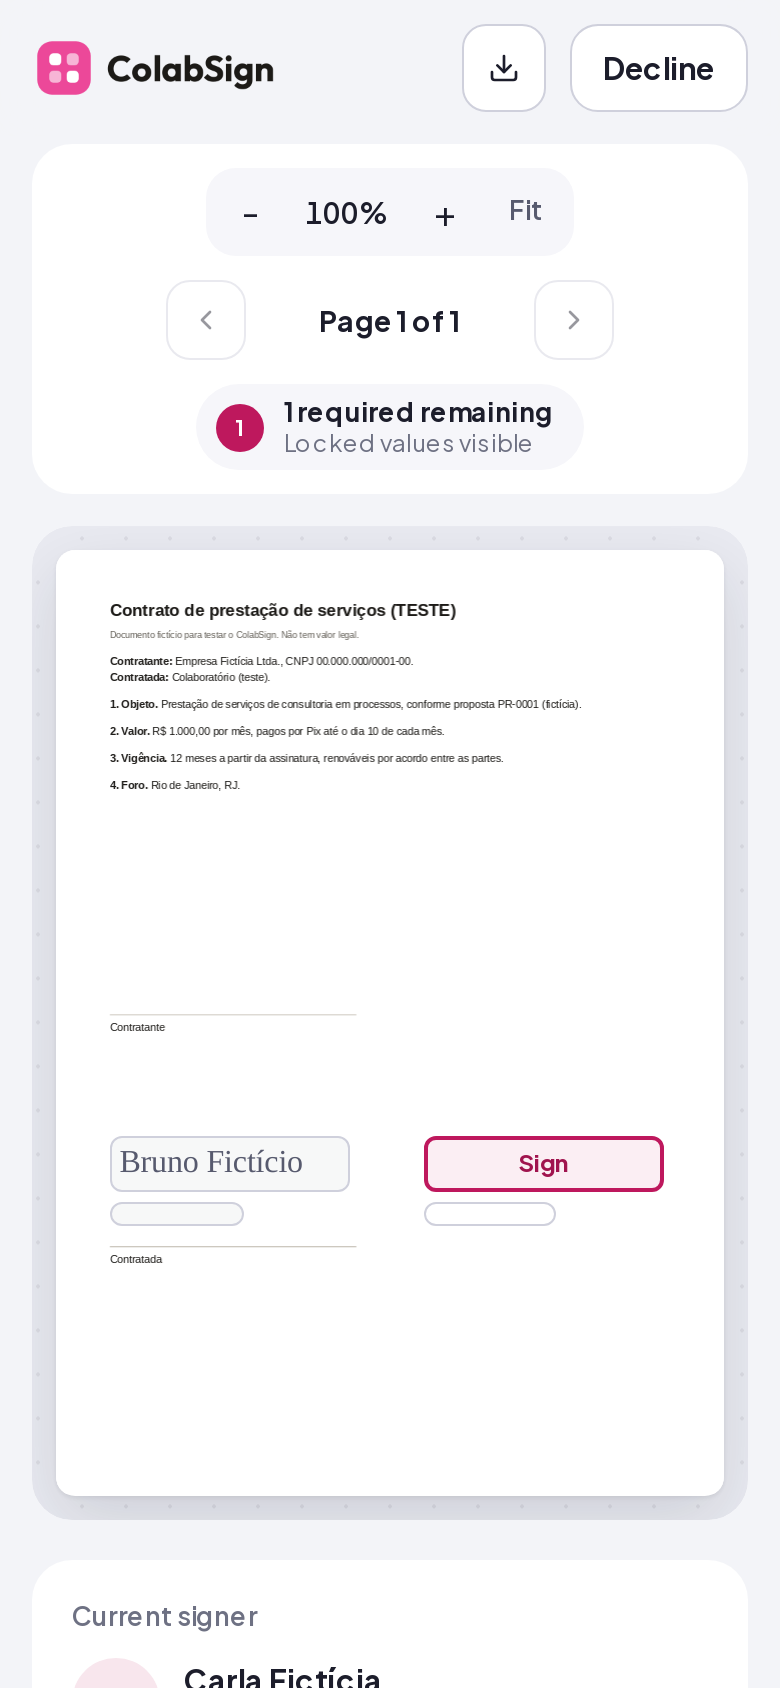 ColabSign
Decline
- 100% + Fit
Page 1 of 1
1
1 required remaining
Locked values visible
Contrato de prestação de serviços (TESTE)
Documento fictício para testar o ColabSign. Não tem valor legal.
Contratante: Empresa Fictícia Ltda., CNPJ 00.000.000/0001-00.
Contratada: Colaboratório (teste).
1. Objeto. Prestação de serviços de consultoria em processos, conforme proposta PR-0001 (fictícia).
2. Valor. R$ 1.000,00 por mês, pagos por Pix até o dia 10 de cada mês.
3. Vigência. 12 meses a partir da assinatura, renováveis por acordo entre as partes.
4. Foro. Rio de Janeiro, RJ.
Contratante
Bruno Fictício
Sign
Contratada
Current signer
Carla Fictícia